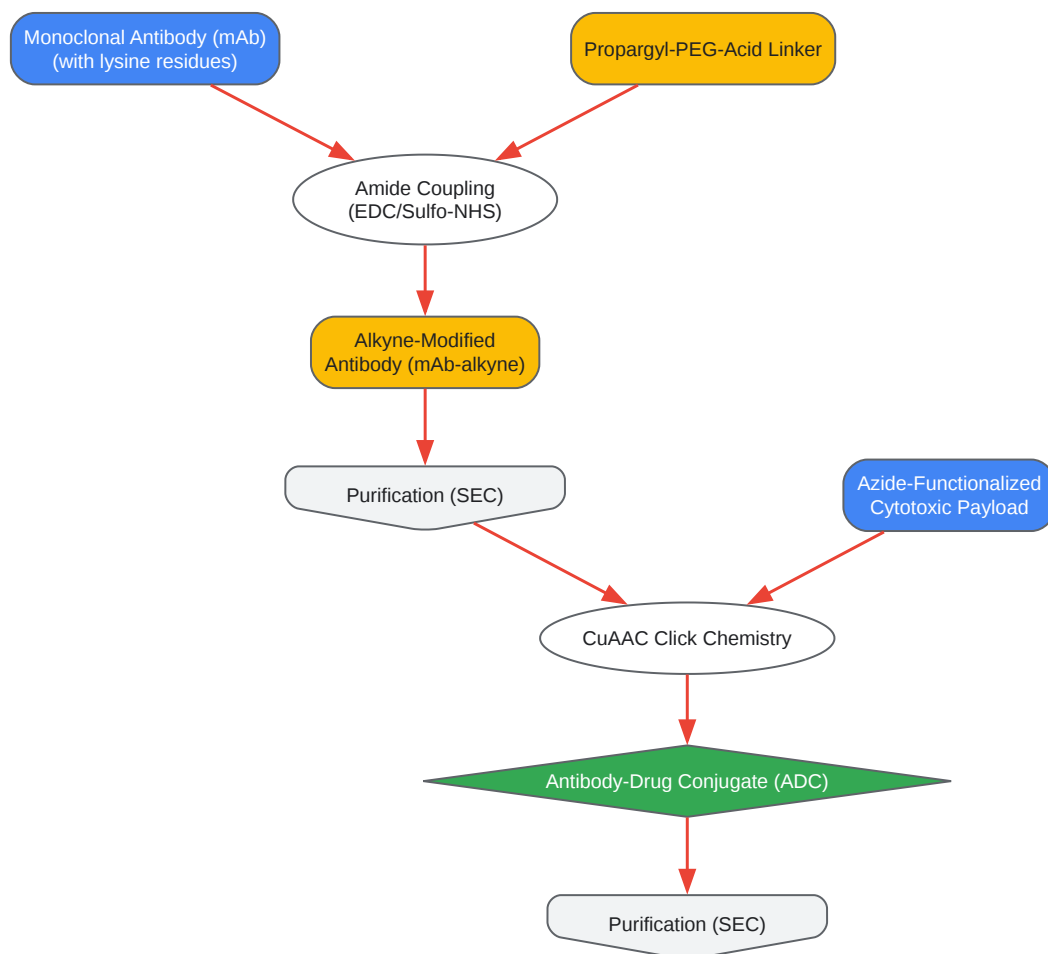 Monoclonal Antibody (mAb)
(with lysine residues)
Propargyl-PEG-Acid Linker
Amide Coupling
(EDC/Sulfo-NHS)
Alkyne-Modified
Antibody (mAb-alkyne)
Purification (SEC)
Azide-Functionalized
Cytotoxic Payload
CuAAC Click Chemistry
Antibody-Drug Conjugate (ADC)
Purification (SEC)